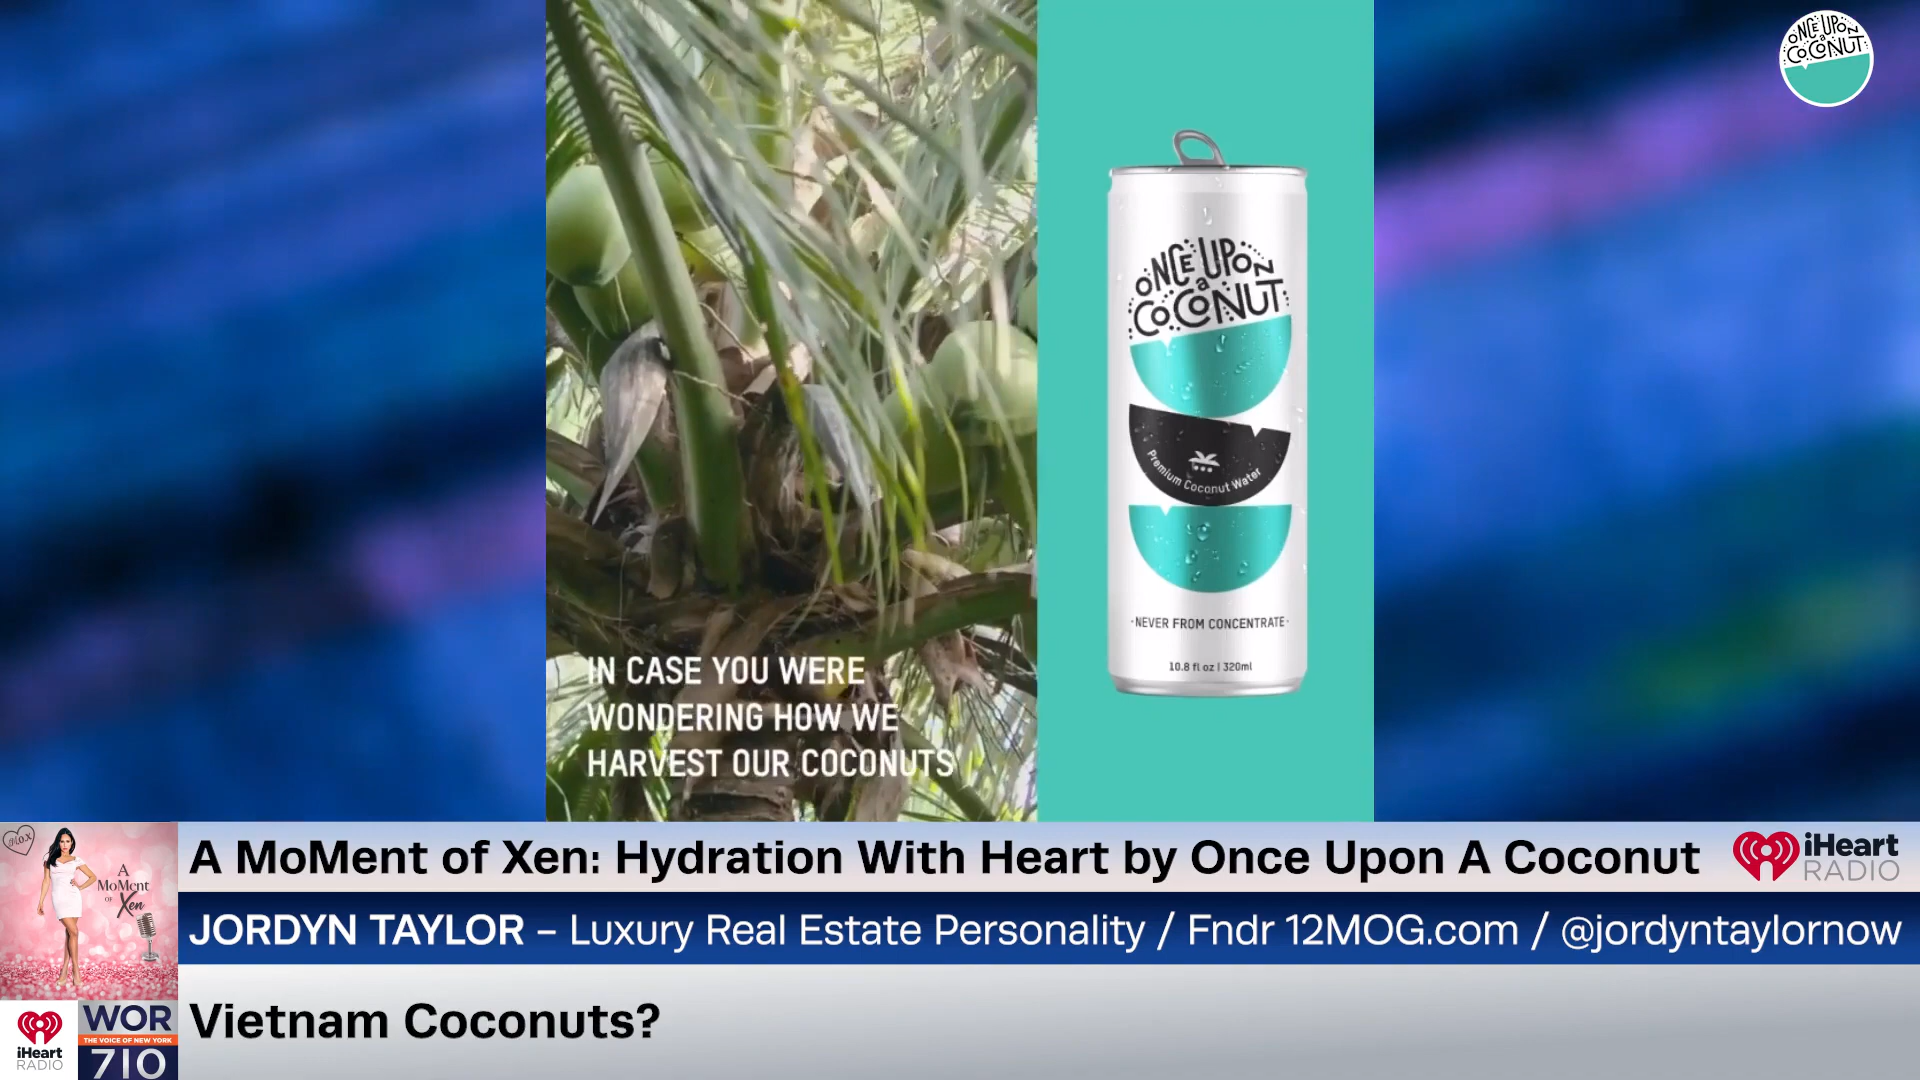 ONCE UPON
a
COCONUT
ONCE UPON
a
COCONUT
Premium Coconut Water
·NEVER FROM CONCENTRATE·
10.8 fl oz | 320ml
IN CASE YOU WERE
WONDERING HOW WE
HARVEST OUR COCONUTS
A MoMent of Xen: Hydration With Heart by Once Upon A Coconut
iHeart
RADIO
M.O.X
A
MoMent
OF Xen
JORDYN TAYLOR – Luxury Real Estate Personality / Fndr 12MOG.com / @jordyntaylornow
Vietnam Coconuts?
iHeart
RADIO
WOR
THE VOICE OF NEW YORK
710